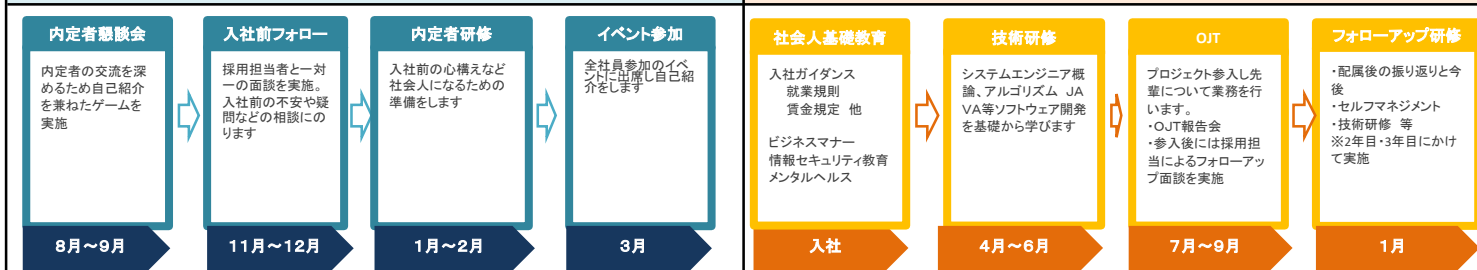 内定者懇談会
内定者の交流を深
めるため自己紹介
を兼ねたゲームを
実施
8月～9月
入社前フォロー
採用担当者と一対
一の面談を実施。
入社前の不安や疑
問などの相談にの
ります
11月～12月
内定者研修
入社前の心構えなど
社会人になるための
準備をします
1月～2月
イベント参加
全社員参加のイベ
ントに出席し自己紹
介をします
3月
社会人基礎教育
入社ガイダンス
就業規則
賃金規定　他
ビジネスマナー
情報セキュリティ教育
メンタルヘルス
入社
技術研修
システムエンジニア概
論、アルゴリズム　JA
VA等ソフトウェア開発
を基礎から学びます
4月～6月
OJT
プロジェクト参入し先
輩について業務を行
います。
・OJT報告会
・参入後には採用担
当によるフォローアッ
プ面談を実施
7月～9月
フォローアップ研修
・配属後の振り返りと今
後
・セルフマネジメント
・技術研修　等
※2年目・3年目にかけ
て実施
1月